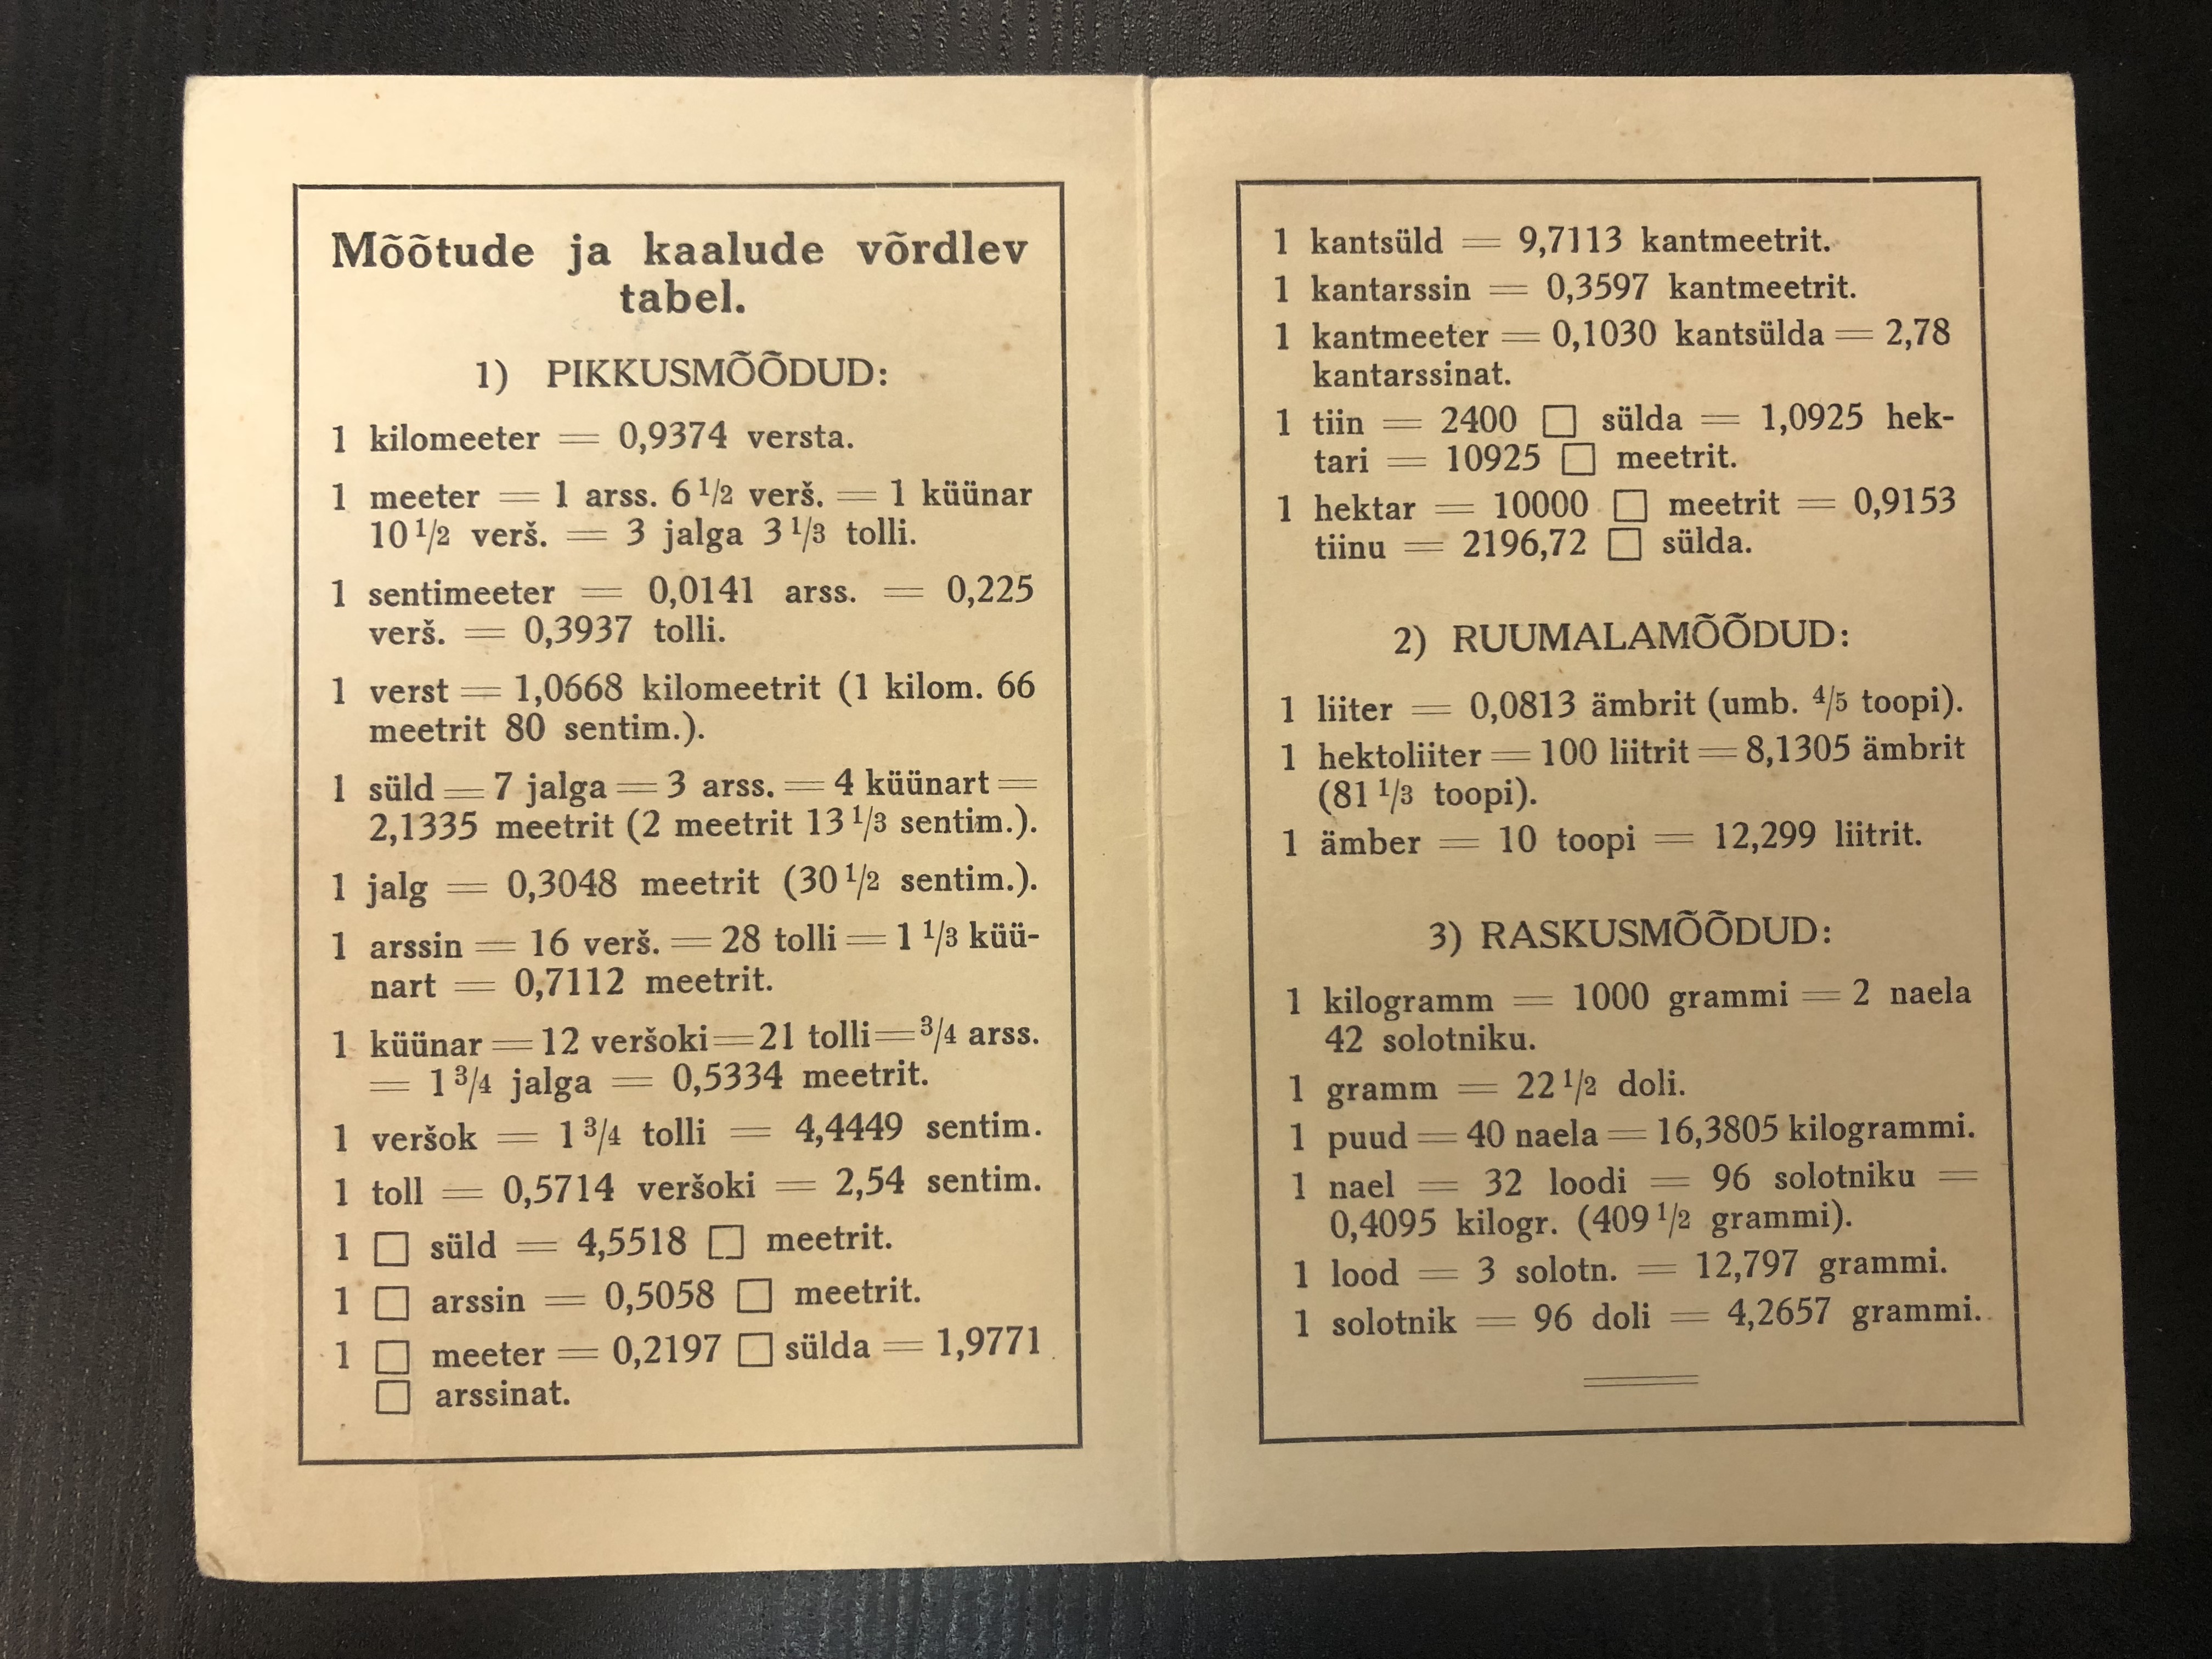 Mõõtude ja kaalude võrdlev
tabel.
1) PIKKUSMÕÕDUD:
1 kilomeeter = 0,9374 versta.
1 meeter = 1 arss. 6 1/2 verš. = 1 küünar
10 1/2 verš. = 3 jalga 3 1/3 tolli.
1 sentimeeter = 0,0141 arss. = 0,225
verš. = 0,3937 tolli.
1 verst = 1,0668 kilomeetrit (1 kilom. 66
meetrit 80 sentim.).
1 süld = 7 jalga = 3 arss. = 4 küünart =
2,1335 meetrit (2 meetrit 13 1/3 sentim.).
1 jalg = 0,3048 meetrit (30 1/2 sentim.).
1 arssin = 16 verš. = 28 tolli = 1 1/3 küü-
nart = 0,7112 meetrit.
1 küünar = 12 veršoki = 21 tolli = 3/4 arss.
= 1 3/4 jalga = 0,5334 meetrit.
1 veršok = 1 3/4 tolli = 4,4449 sentim.
1 toll = 0,5714 veršoki = 2,54 sentim.
1 □ süld = 4,5518 □ meetrit.
1 □ arssin = 0,5058 □ meetrit.
1 □ meeter = 0,2197 □ sülda = 1,9771
□ arssinat.
1 kantsüld = 9,7113 kantmeetrit.
1 kantarssin = 0,3597 kantmeetrit.
1 kantmeeter = 0,1030 kantsülda = 2,78
kantarssinat.
1 tiin = 2400 □ sülda = 1,0925 hek-
tari = 10925 □ meetrit.
1 hektar = 10000 □ meetrit = 0,9153
tiinu = 2196,72 □ sülda.
2) RUUMALAMÕÕDUD:
1 liiter = 0,0813 ämbrit (umb. 4/5 toopi).
1 hektoliiter = 100 liitrit = 8,1305 ämbrit
(81 1/3 toopi).
1 ämber = 10 toopi = 12,299 liitrit.
3) RASKUSMÕÕDUD:
1 kilogramm = 1000 grammi = 2 naela
42 solotniku.
1 gramm = 22 1/2 doli.
1 puud = 40 naela = 16,3805 kilogrammi.
1 nael = 32 loodi = 96 solotniku =
0,4095 kilogr. (409 1/2 grammi).
1 lood = 3 solotn. = 12,797 grammi.
1 solotnik = 96 doli = 4,2657 grammi.